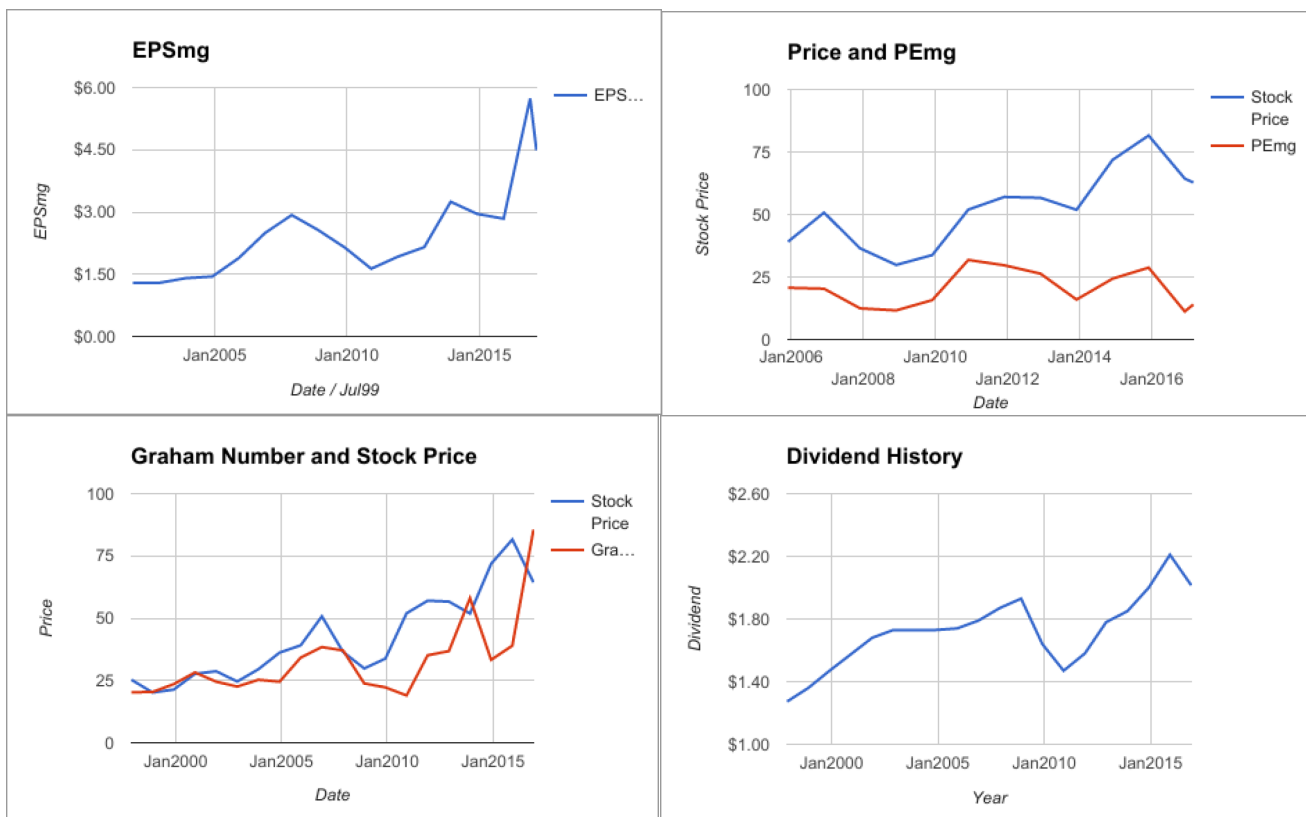 EPSmg
$6.00
$4.50
$3.00
$1.50
$0.00
EPSmg
Jan2005
Jan2010
Jan2015
Date / Jul99
EPS…
Price and PEmg
100
75
50
25
0
Stock Price
Jan2006
Jan2008
Jan2010
Jan2012
Jan2014
Jan2016
Date
Stock
Price
PEmg
Graham Number and Stock Price
100
75
50
25
0
Price
Jan2000
Jan2005
Jan2010
Jan2015
Date
Stock
Price
Gra…
Dividend History
$2.60
$2.20
$1.80
$1.40
$1.00
Dividend
Jan2000
Jan2005
Jan2010
Jan2015
Year